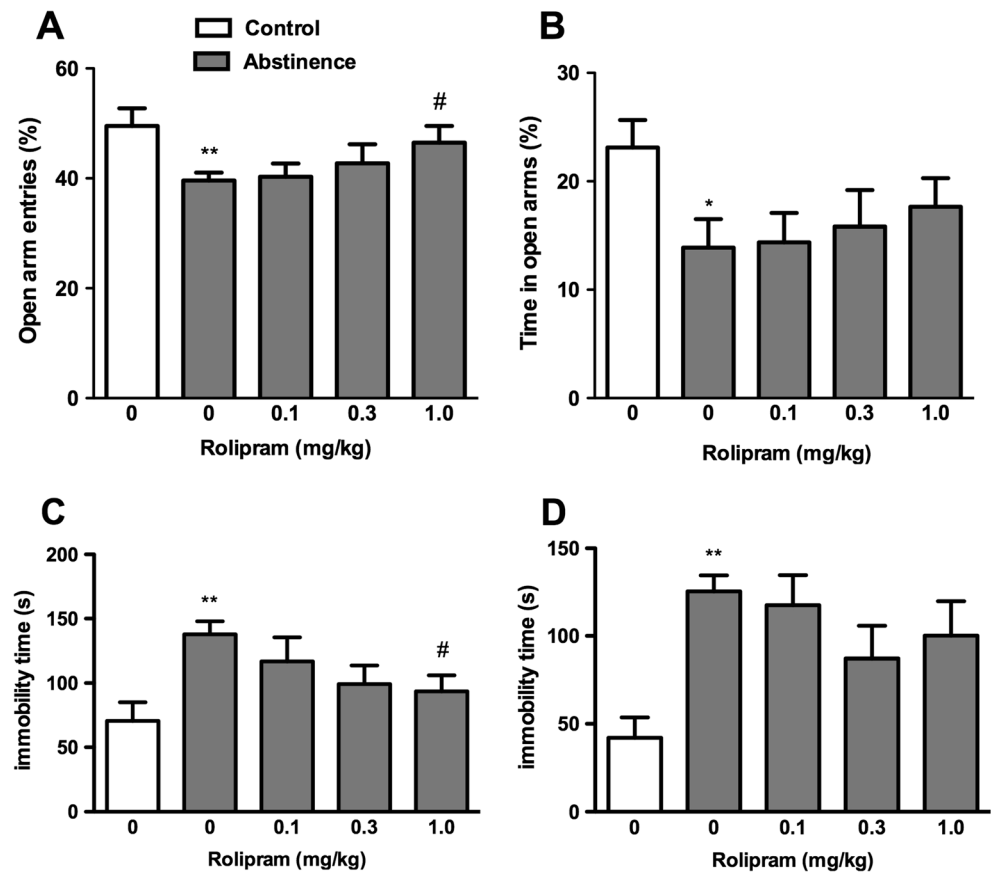 A
Control
Abstinence
Open arm entries (%)
60
40
20
0
**
#
0 0 0.1 0.3 1.0
Rolipram (mg/kg)
B
Time in open arms (%)
30
20
10
0
*
0 0 0.1 0.3 1.0
Rolipram (mg/kg)
C
immobility time (s)
200
150
100
50
0
**
#
0 0 0.1 0.3 1.0
Rolipram (mg/kg)
D
immobility time (s)
150
100
50
0
**
0 0 0.1 0.3 1.0
Rolipram (mg/kg)